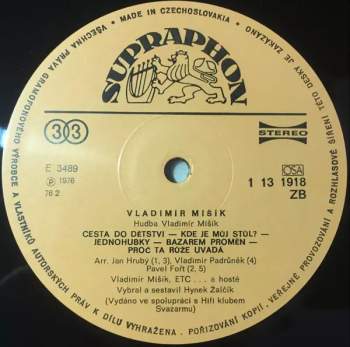 VŠECHNA PRÁVA GRAMOFONOVÉHO VÝROBCE A VLASTNÍKŮ AUTORSKÝCH PRÁV K DÍLU VYHRAŽENA. POŘIZOVÁNÍ KOPIÍ, VEŘEJNÉ PROVOZOVÁNÍ A ROZHLASOVÉ ŠÍŘENÍ TÉTO DESKY JE ZAKÁZÁNO • MADE IN CZECHOSLOVAKIA •
SUPRAPHON
33
STEREO
E 3489
℗ 1976
76 2
OSA
1 13 1918
ZB
VLADIMÍR MIŠÍK
Hudba Vladimír Mišík
CESTA DO DĚTSTVÍ — KDE JE MŮJ STŮL? —
JEDNOHUBKY — BAZAREM PROMĚN —
PROČ TA RŮŽE UVADÁ
Arr. Jan Hrubý (1, 3), Vladimír Padrůněk (4)
Pavel Fořt (2, 5)
Vladimír Mišík, ETC ... a hosté
Vybral a sestavil Hynek Žalčík
(Vydáno ve spolupráci s Hifi klubem
Svazarmu)